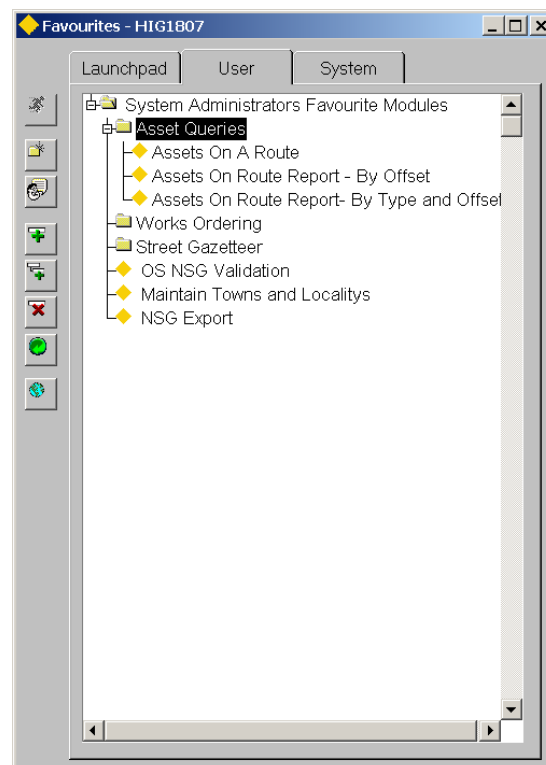 Favourites - HIG1807
Launchpad
User
System
System Administrators Favourite Modules
Asset Queries
Assets On A Route
Assets On Route Report - By Offset
Assets On Route Report- By Type and Offset
Works Ordering
Street Gazetteer
OS NSG Validation
Maintain Towns and Localitys
NSG Export